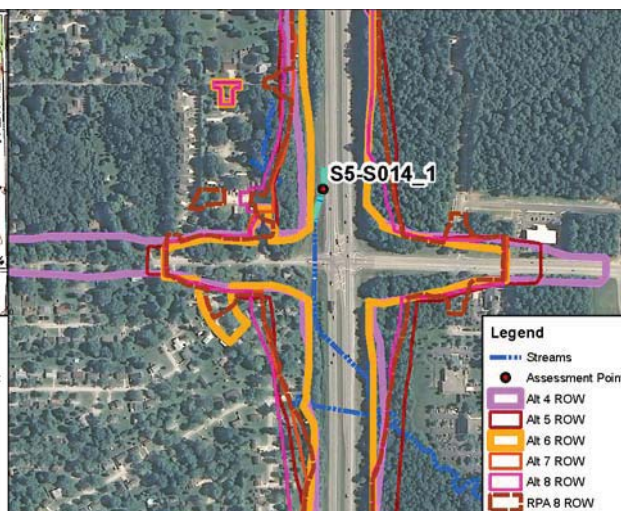 S5-S014_1
Legend
Streams
Assessment Point
Alt 4 ROW
Alt 5 ROW
Alt 6 ROW
Alt 7 ROW
Alt 8 ROW
RPA 8 ROW